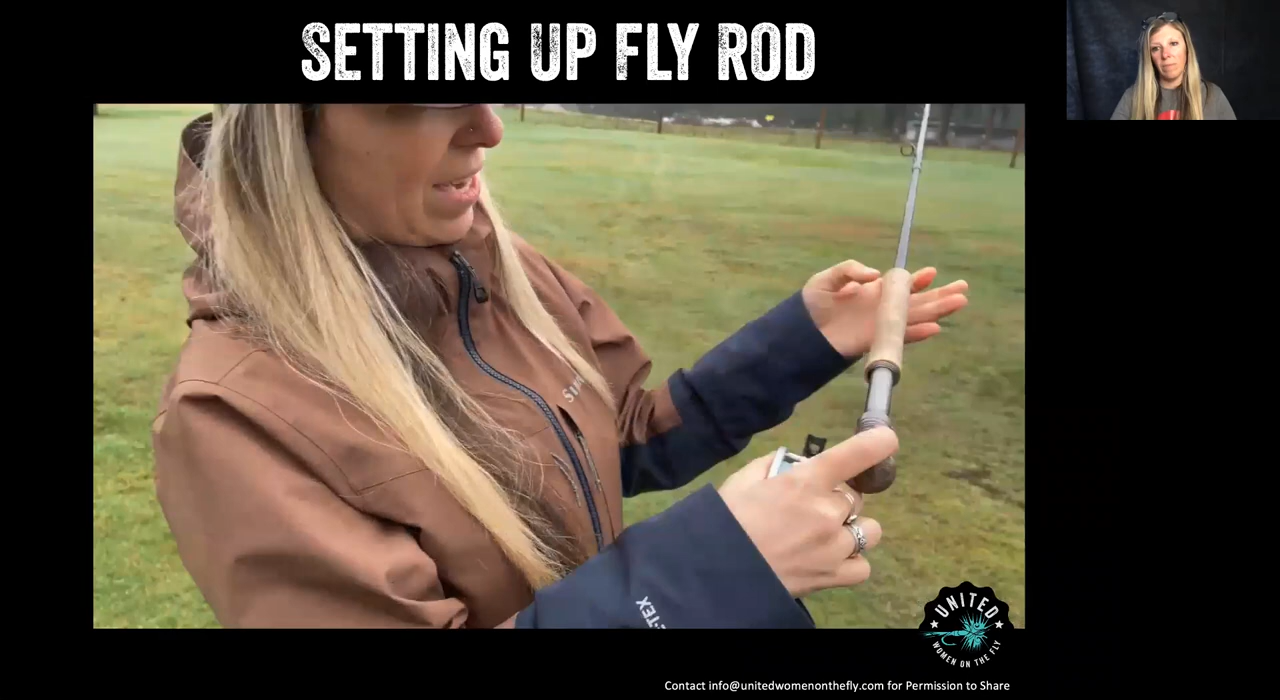 SETTING UP FLY ROD
UNITED
WOMEN ON THE FLY
Contact info@unitedwomenonthefly.com for Permission to Share